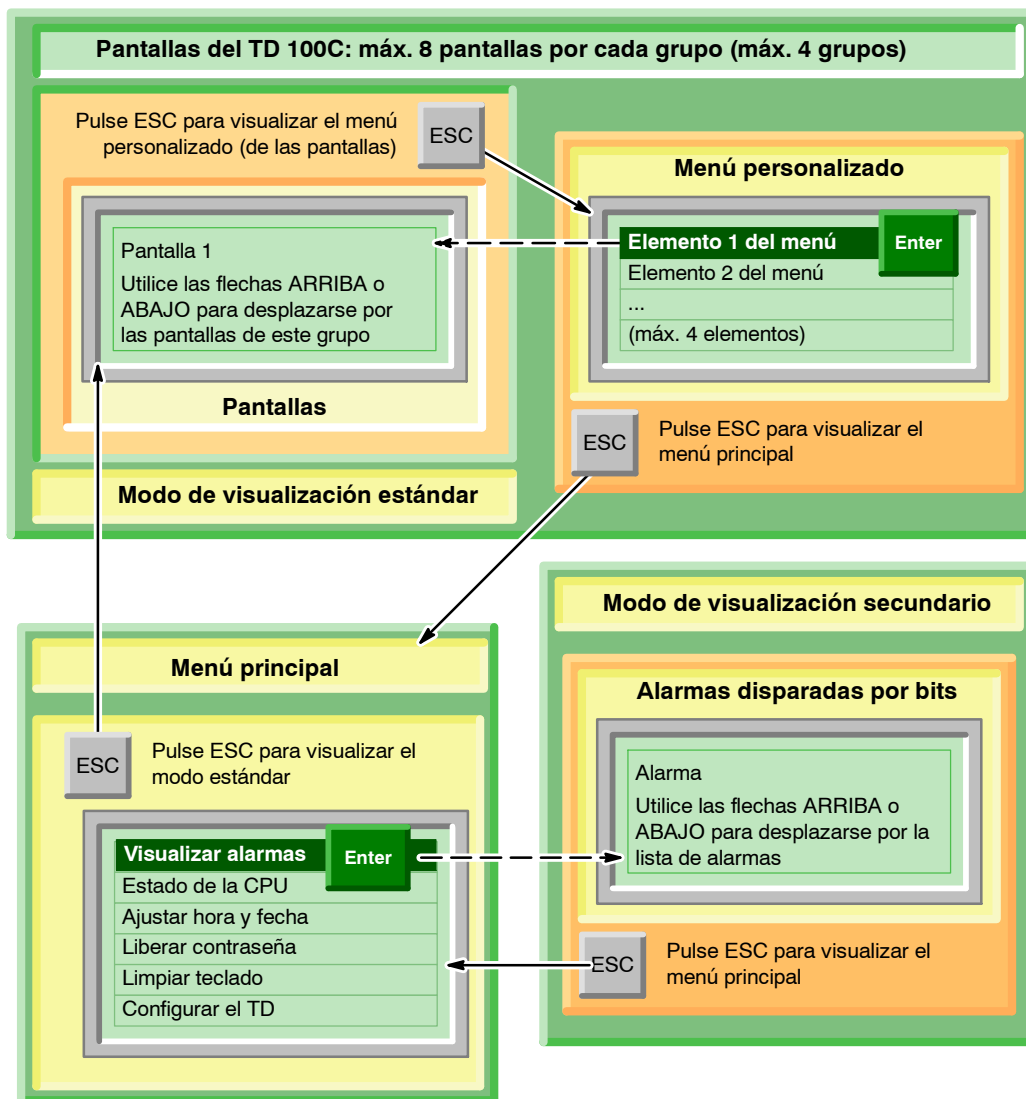 Pantallas del TD 100C: máx. 8 pantallas por cada grupo (máx. 4 grupos)
Pulse ESC para visualizar el menú
personalizado (de las pantallas)
ESC
Pantalla 1
Utilice las flechas ARRIBA o
ABAJO para desplazarse por
las pantallas de este grupo
Pantallas
Modo de visualización estándar
Menú personalizado
Elemento 1 del menú
Enter
Elemento 2 del menú
...
(máx. 4 elementos)
ESC
Pulse ESC para visualizar el
menú principal
Menú principal
ESC
Pulse ESC para visualizar el
modo estándar
Visualizar alarmas
Enter
Estado de la CPU
Ajustar hora y fecha
Liberar contraseña
Limpiar teclado
Configurar el TD
Modo de visualización secundario
Alarmas disparadas por bits
Alarma
Utilice las flechas ARRIBA o
ABAJO para desplazarse por la
lista de alarmas
ESC
Pulse ESC para visualizar el
menú principal